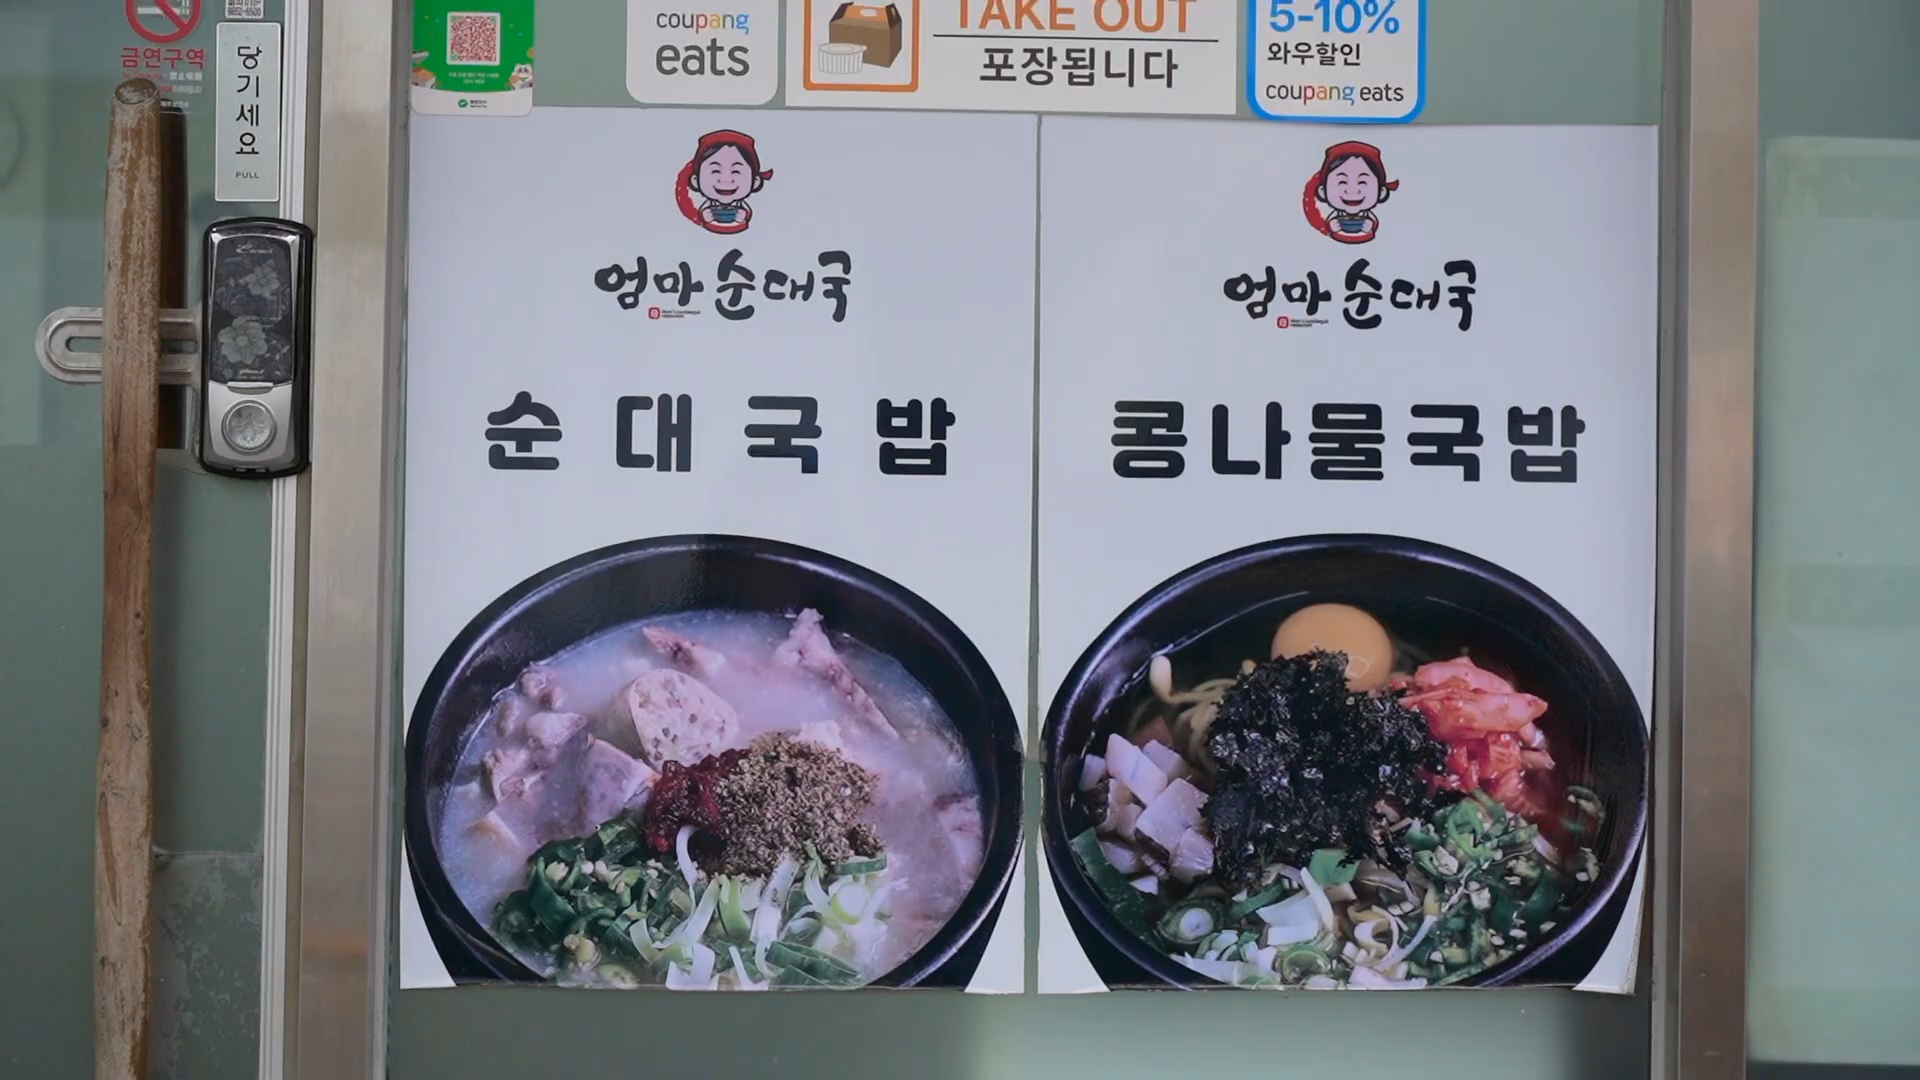 금연구역
당기세요
PULL
coupang
eats
TAKE OUT
포장됩니다
5-10%
와우할인
coupang eats
엄마 순대국
순대국밥
엄마 순대국
콩나물국밥